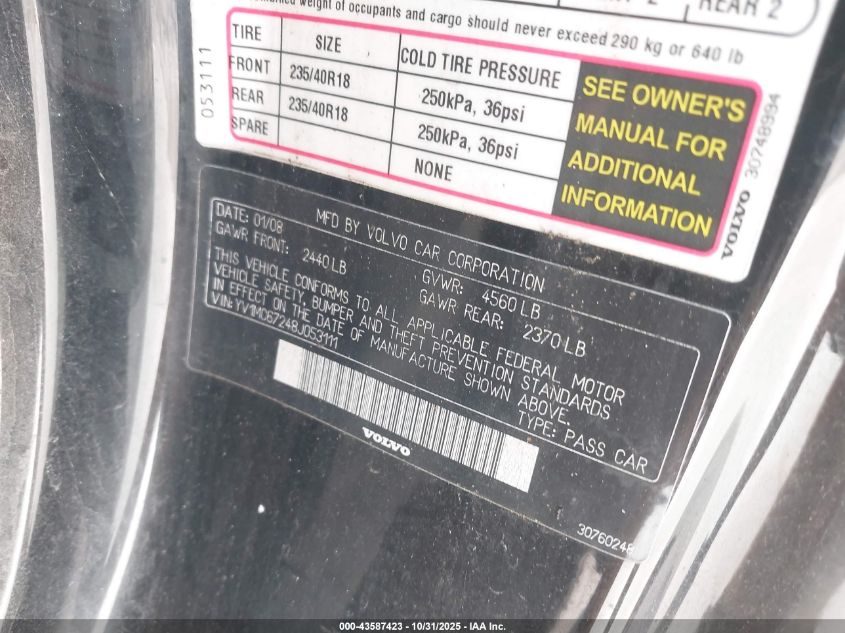 REAR 2
weight of occupants and cargo should never exceed 290 kg or 640 lb
TIRE SIZE COLD TIRE PRESSURE
FRONT 235/40R18 250kPa, 36psi
REAR 235/40R18 250kPa, 36psi
SPARE NONE
SEE OWNER'S
MANUAL FOR
ADDITIONAL
INFORMATION
053111
VOLVO 30748994
DATE: 01/08 MFD BY VOLVO CAR CORPORATION
GAWR FRONT: 2440 LB GVWR: 4560 LB
GAWR REAR: 2370 LB
THIS VEHICLE CONFORMS TO ALL APPLICABLE FEDERAL MOTOR
VEHICLE SAFETY, BUMPER AND THEFT PREVENTION STANDARDS
IN EFFECT ON THE DATE OF MANUFACTURE SHOWN ABOVE.
VIN: YV1MC67248J053111 TYPE: PASS CAR
VOLVO
30760248
000-43587423 - 10/31/2025 - IAA Inc.